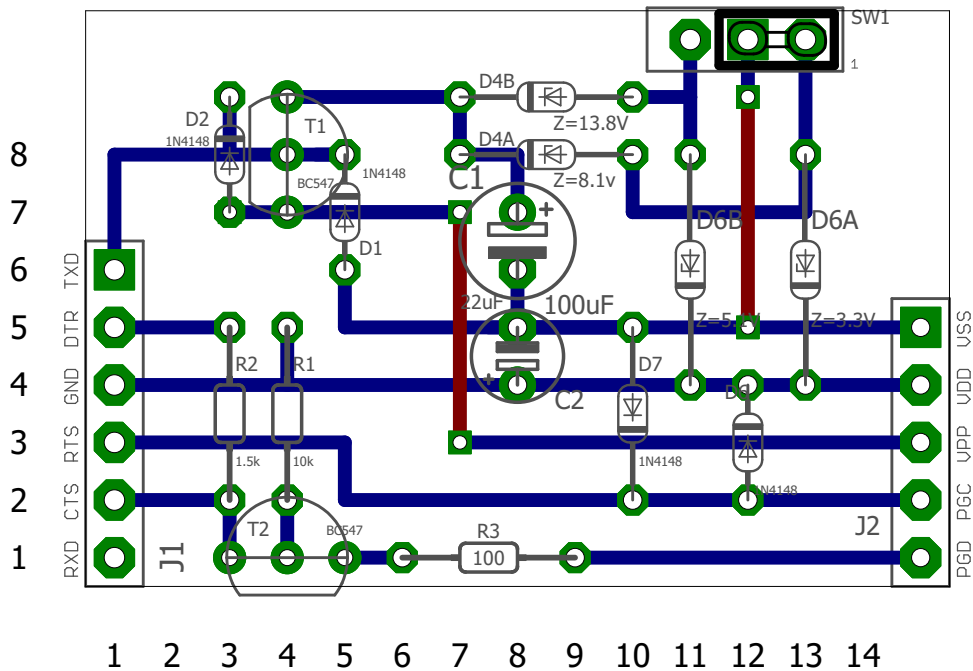 SW1
1
D4B
Z=13.8V
D2
1N4148
T1
BC547
1N4148
D4A
Z=8.1v
8
C1
+
7
D6B
D6A
D1
6
TXD
22uF
100uF
5
DTR
Z=3.3V
VSS
R2
R1
D7
4
GND
+
C2
VDD
3
RTS
1.5k
10k
1N4148
VPP
2
CTS
T2
BC547
1N4148
PGC
J2
R3
1
RXD
J1
100
PGD
1 2 3 4 5 6 7 8 9 10 11 12 13 14